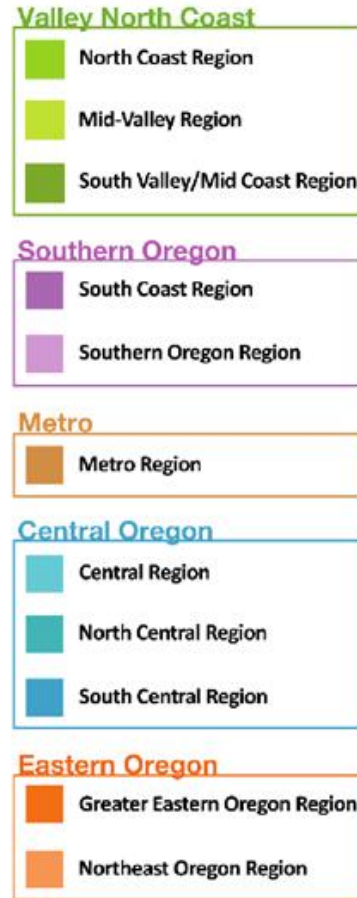 Valley North Coast
North Coast Region
Mid-Valley Region
South Valley/Mid Coast Region
Southern Oregon
South Coast Region
Southern Oregon Region
Metro
Metro Region
Central Oregon
Central Region
North Central Region
South Central Region
Eastern Oregon
Greater Eastern Oregon Region
Northeast Oregon Region